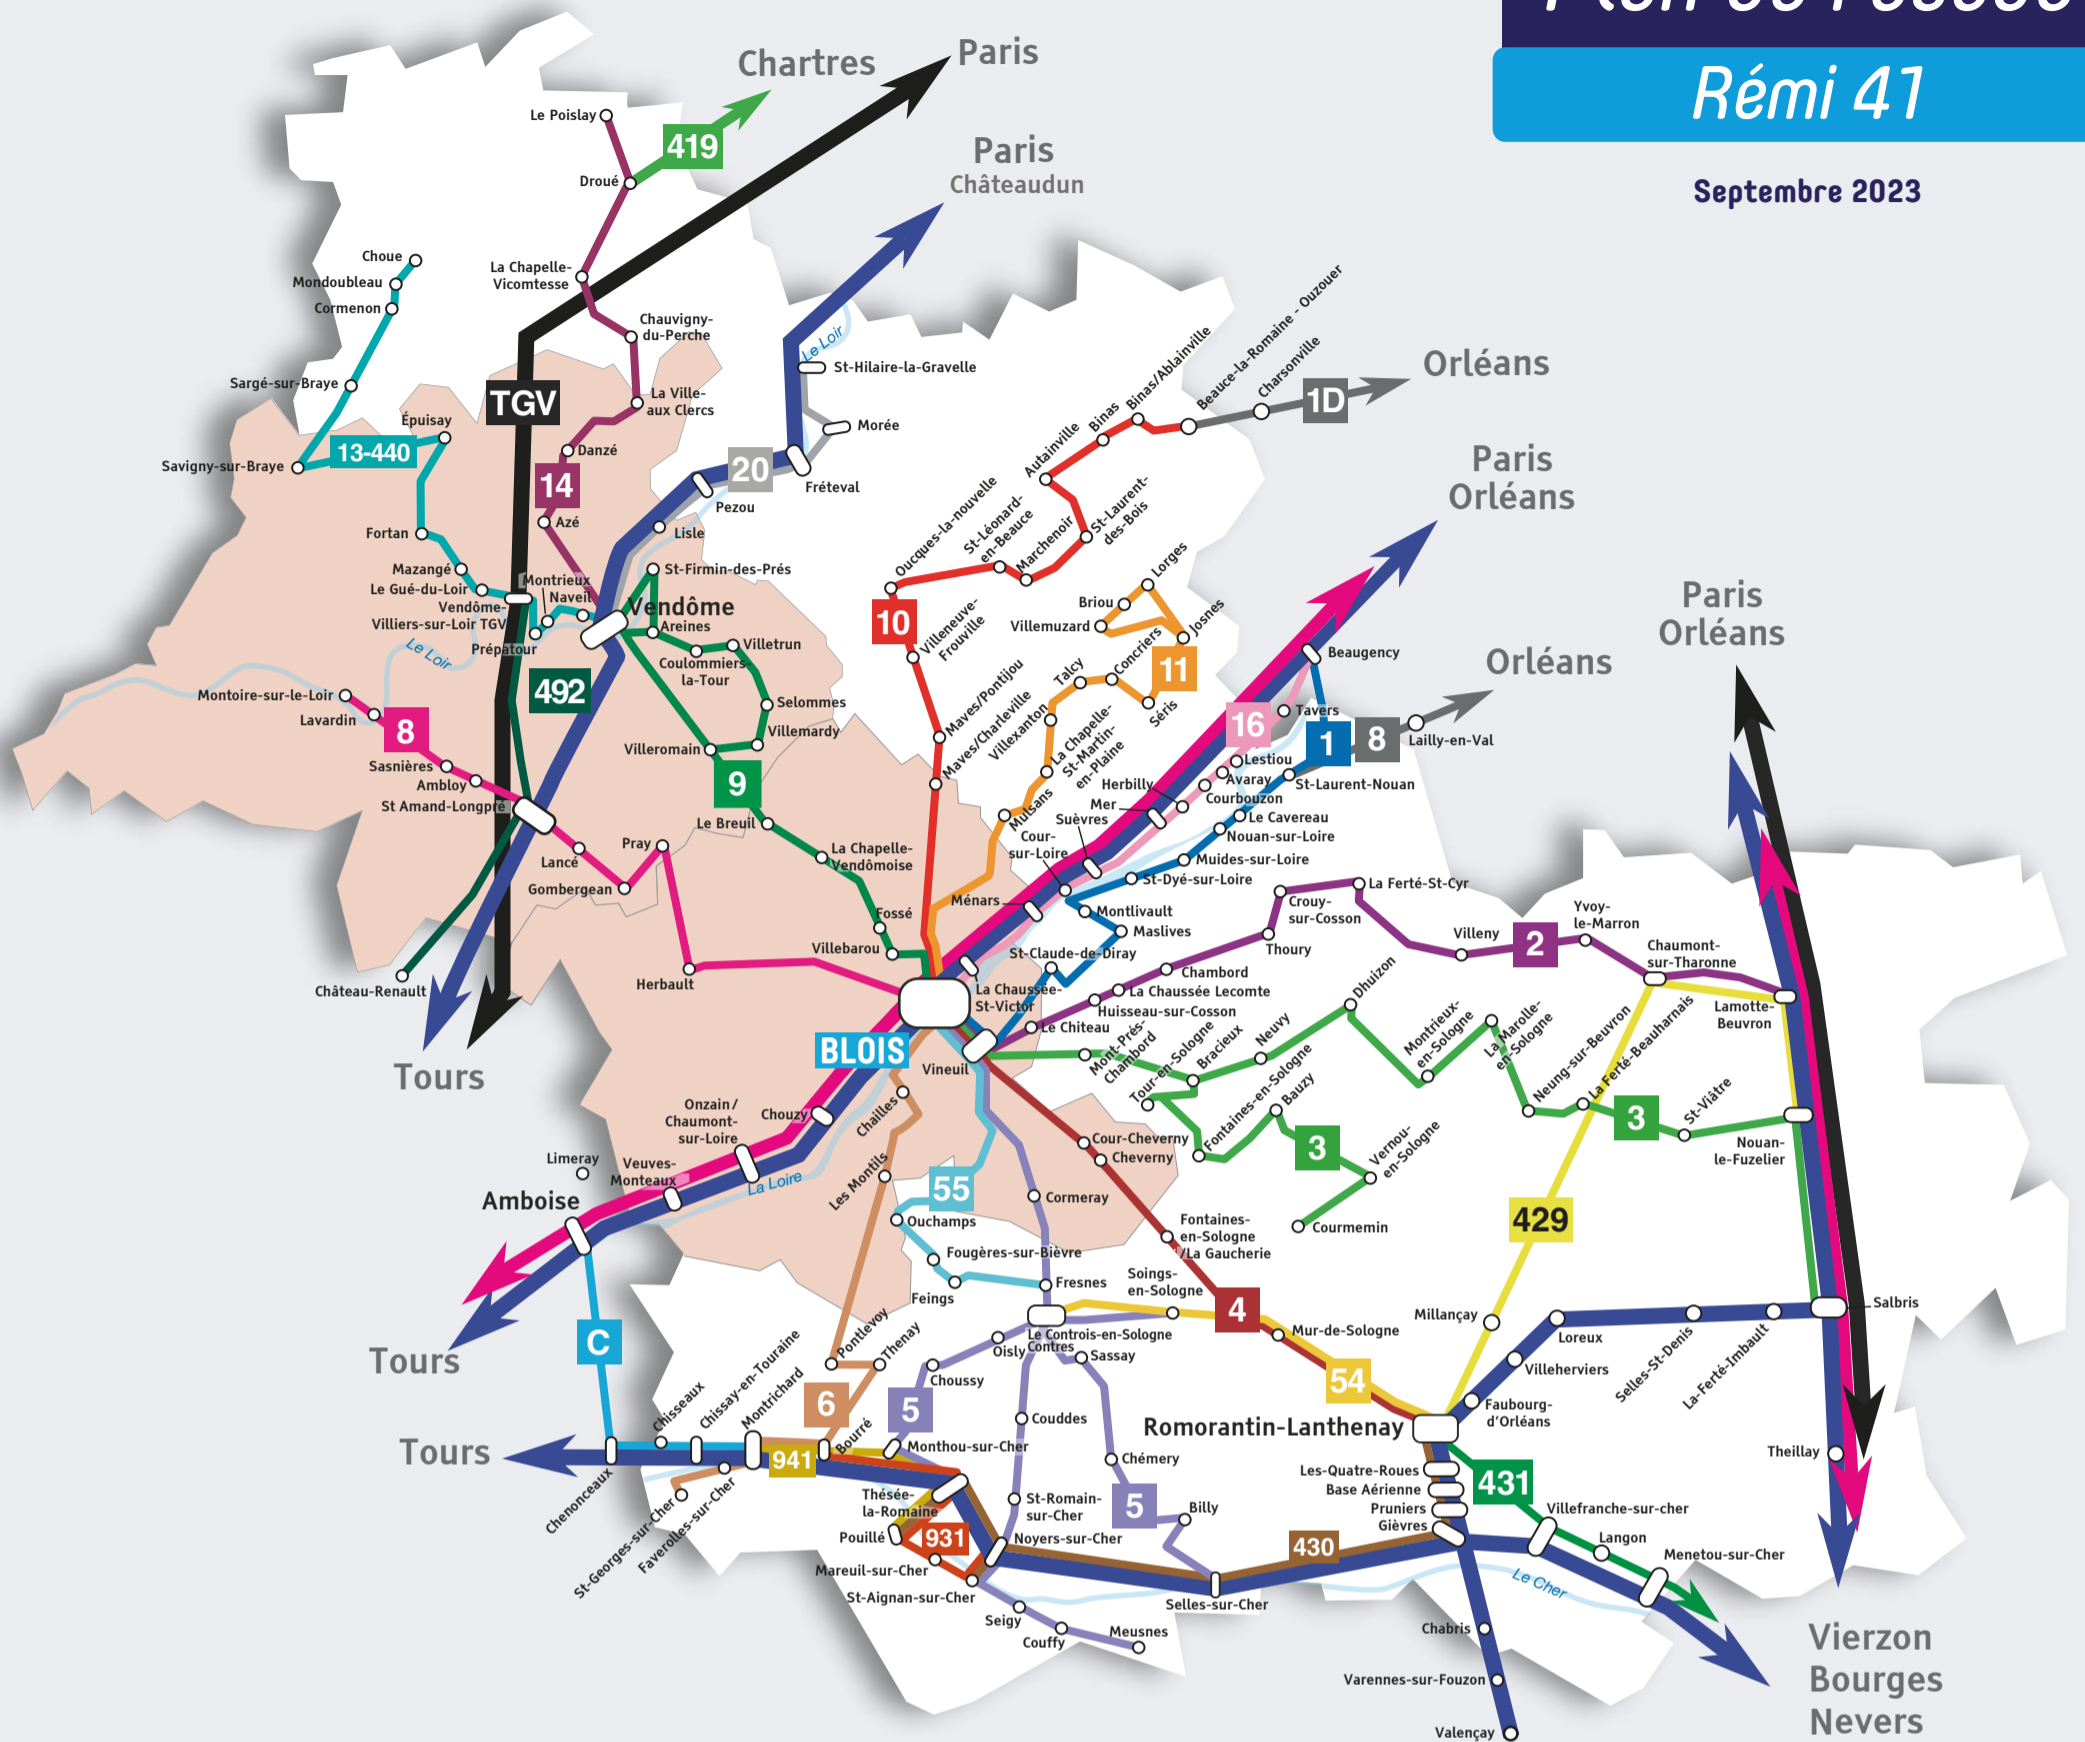 Rémi 41
Septembre 2023
Chartres
Paris
Paris
Châteaudun
Le Poislay
419
Droué
Choue
Mondoubleau
Cormenon
La Chapelle-
Vicomtesse
Chauvigny-
du-Perche
Le Loir
St-Hilaire-la-Gravelle
Sargé-sur-Braye
La Ville-
aux Clercs
TGV
Épuisay
Morée
13-440
Savigny-sur-Braye
Danzé
14
20
Fréteval
Pezou
Azé
Lisle
Fortan
Mazangé
Le Gué-du-Loir
Vendôme-
Villiers-sur-Loir TGV
Montrieux
Naveil
Prépatour
St-Firmin-des-Prés
Vendôme
Areines
Villetrun
Coulommiers-
la-Tour
Le Loir
492
Montoire-sur-le-Loir
Lavardin
8
Selommes
Villemardy
Villeromain
Sasnières
Ambloy
St Amand-Longpré
9
Le Breuil
Lancé
Pray
Gombergean
La Chapelle-
Vendômoise
Fossé
Villebarou
Herbault
Château-Renault
Tours
Orléans
1D
Beauce-la-Romaine - Ouzouer
Charsonville
Binas/Ablainville
Binas
Autainville
St-Laurent-
des-Bois
Marchenoir
St-Léonard-
en-Beauce
Oucques-la-nouvelle
10
Villeneuve-
Frouville
Maves/Pontijou
Maves/Charleville
Paris
Orléans
Lorges
Briou
Villemuzard
Josnes
11
Concriers
Talcy
Séris
Villexanton
La Chapelle-
St-Martin-
en-Plaine
Mulsans
Beaugency
Orléans
Tavers
16
1
8
Lailly-en-Val
Lestiou
Avaray
St-Laurent-Nouan
Herbilly
Courbouzon
Mer
Suèvres
Le Cavereau
Nouan-sur-Loire
Cour-
sur-Loire
Muides-sur-Loire
St-Dyé-sur-Loire
Ménars
Montlivault
Maslives
St-Claude-de-Diray
La Chaussée-
St-Victor
Paris
Orléans
La Ferté-St-Cyr
Crouy-
sur-Cosson
Thoury
Villeny
2
Yvoy-
le-Marron
Chaumont-
sur-Tharonne
Lamotte-
Beuvron
Chambord
La Chaussée Lecomte
Huisseau-sur-Cosson
Le Chiteau
BLOIS
Vineuil
Mont-Prés-
Chambord
Tour-en-Sologne
Bracieux
Neuvy
Dhuizon
Montrieux-
en-Sologne
La Marolle-
en-Sologne
Neung-sur-Beuvron
La Ferté-Beauharnais
3
St-Viâtre
Nouan-
le-Fuzelier
Fontaines-en-Sologne
Bauzy
3
Vernou-
en-Sologne
Courmemin
429
Chailles
Chouzy
Onzain/
Chaumont-
sur-Loire
Limeray
Veuves-
Monteaux
La Loire
Amboise
Tours
Les Montils
55
Ouchamps
Fougères-sur-Bièvre
Feings
Fresnes
Cormeray
Cour-Cheverny
Cheverny
Fontaines-
en-Sologne
/La Gaucherie
Soings-
en-Sologne
4
Mur-de-Sologne
54
Le Controis-en-Sologne
Contres
Oisly
Sassay
Choussy
5
Couddes
Chémery
5
Billy
St-Romain-
sur-Cher
Noyers-sur-Cher
Millançay
Loreux
Selles-St-Denis
La-Ferté-Imbault
Salbris
Villeherviers
Faubourg-
d'Orléans
Theillay
Romorantin-Lanthenay
Les-Quatre-Roues
Base Aérienne
Pruniers
Gièvres
431
Villefranche-sur-cher
Langon
Menetou-sur-Cher
Le Cher
430
Selles-sur-Cher
Chabris
Varennes-sur-Fouzon
Valençay
Vierzon
Bourges
Nevers
C
Tours
Chenonceaux
Chisseaux
Chissay-en-Touraine
Montrichard
Pontlevoy
Thenay
6
Bourré
941
Monthou-sur-Cher
St-Georges-sur-Cher
Faverolles-sur-Cher
Thésée-
la-Romaine
Pouillé
931
Mareuil-sur-Cher
St-Aignan-sur-Cher
Seigy
Couffy
Meusnes